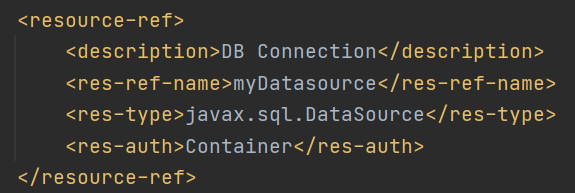 <resource-ref>
<description>DB Connection</description>
<res-ref-name>myDatasource</res-ref-name>
<res-type>javax.sql.DataSource</res-type>
<res-auth>Container</res-auth>
</resource-ref>